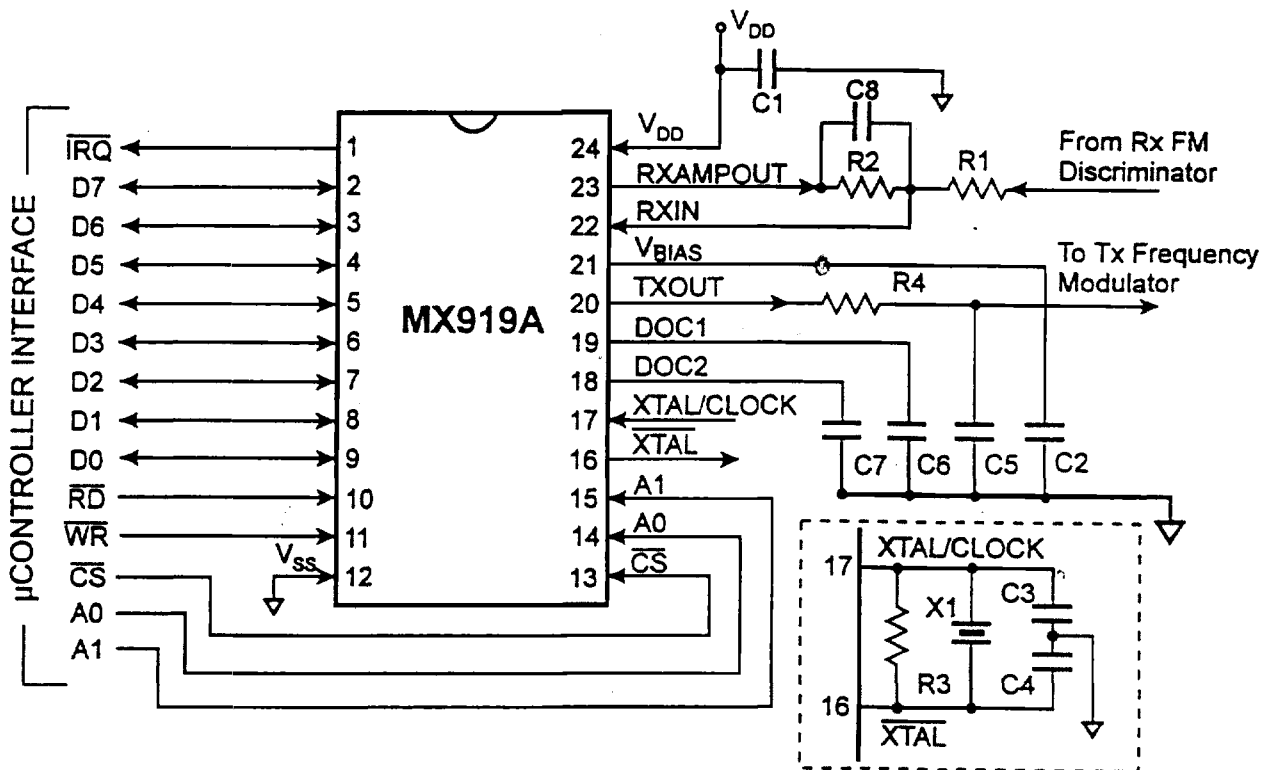 µCONTROLLER INTERFACE
IRQ
D7
D6
D5
D4
D3
D2
D1
D0
RD
WR
CS
A0
A1
VSS
1
2
3
4
5
6
7
8
9
10
11
12
MX919A
24
23
22
21
20
19
18
17
16
15
14
13
VDD
VDD
RXAMPOUT
RXIN
VBIAS
TXOUT
DOC1
DOC2
XTAL/CLOCK
XTAL
A1
A0
CS
C1
C8
R2
R1
From Rx FM
Discriminator
To Tx Frequency
Modulator
R4
C7
C6
C5
C2
17
XTAL/CLOCK
X1
C3
R3
C4
16
XTAL